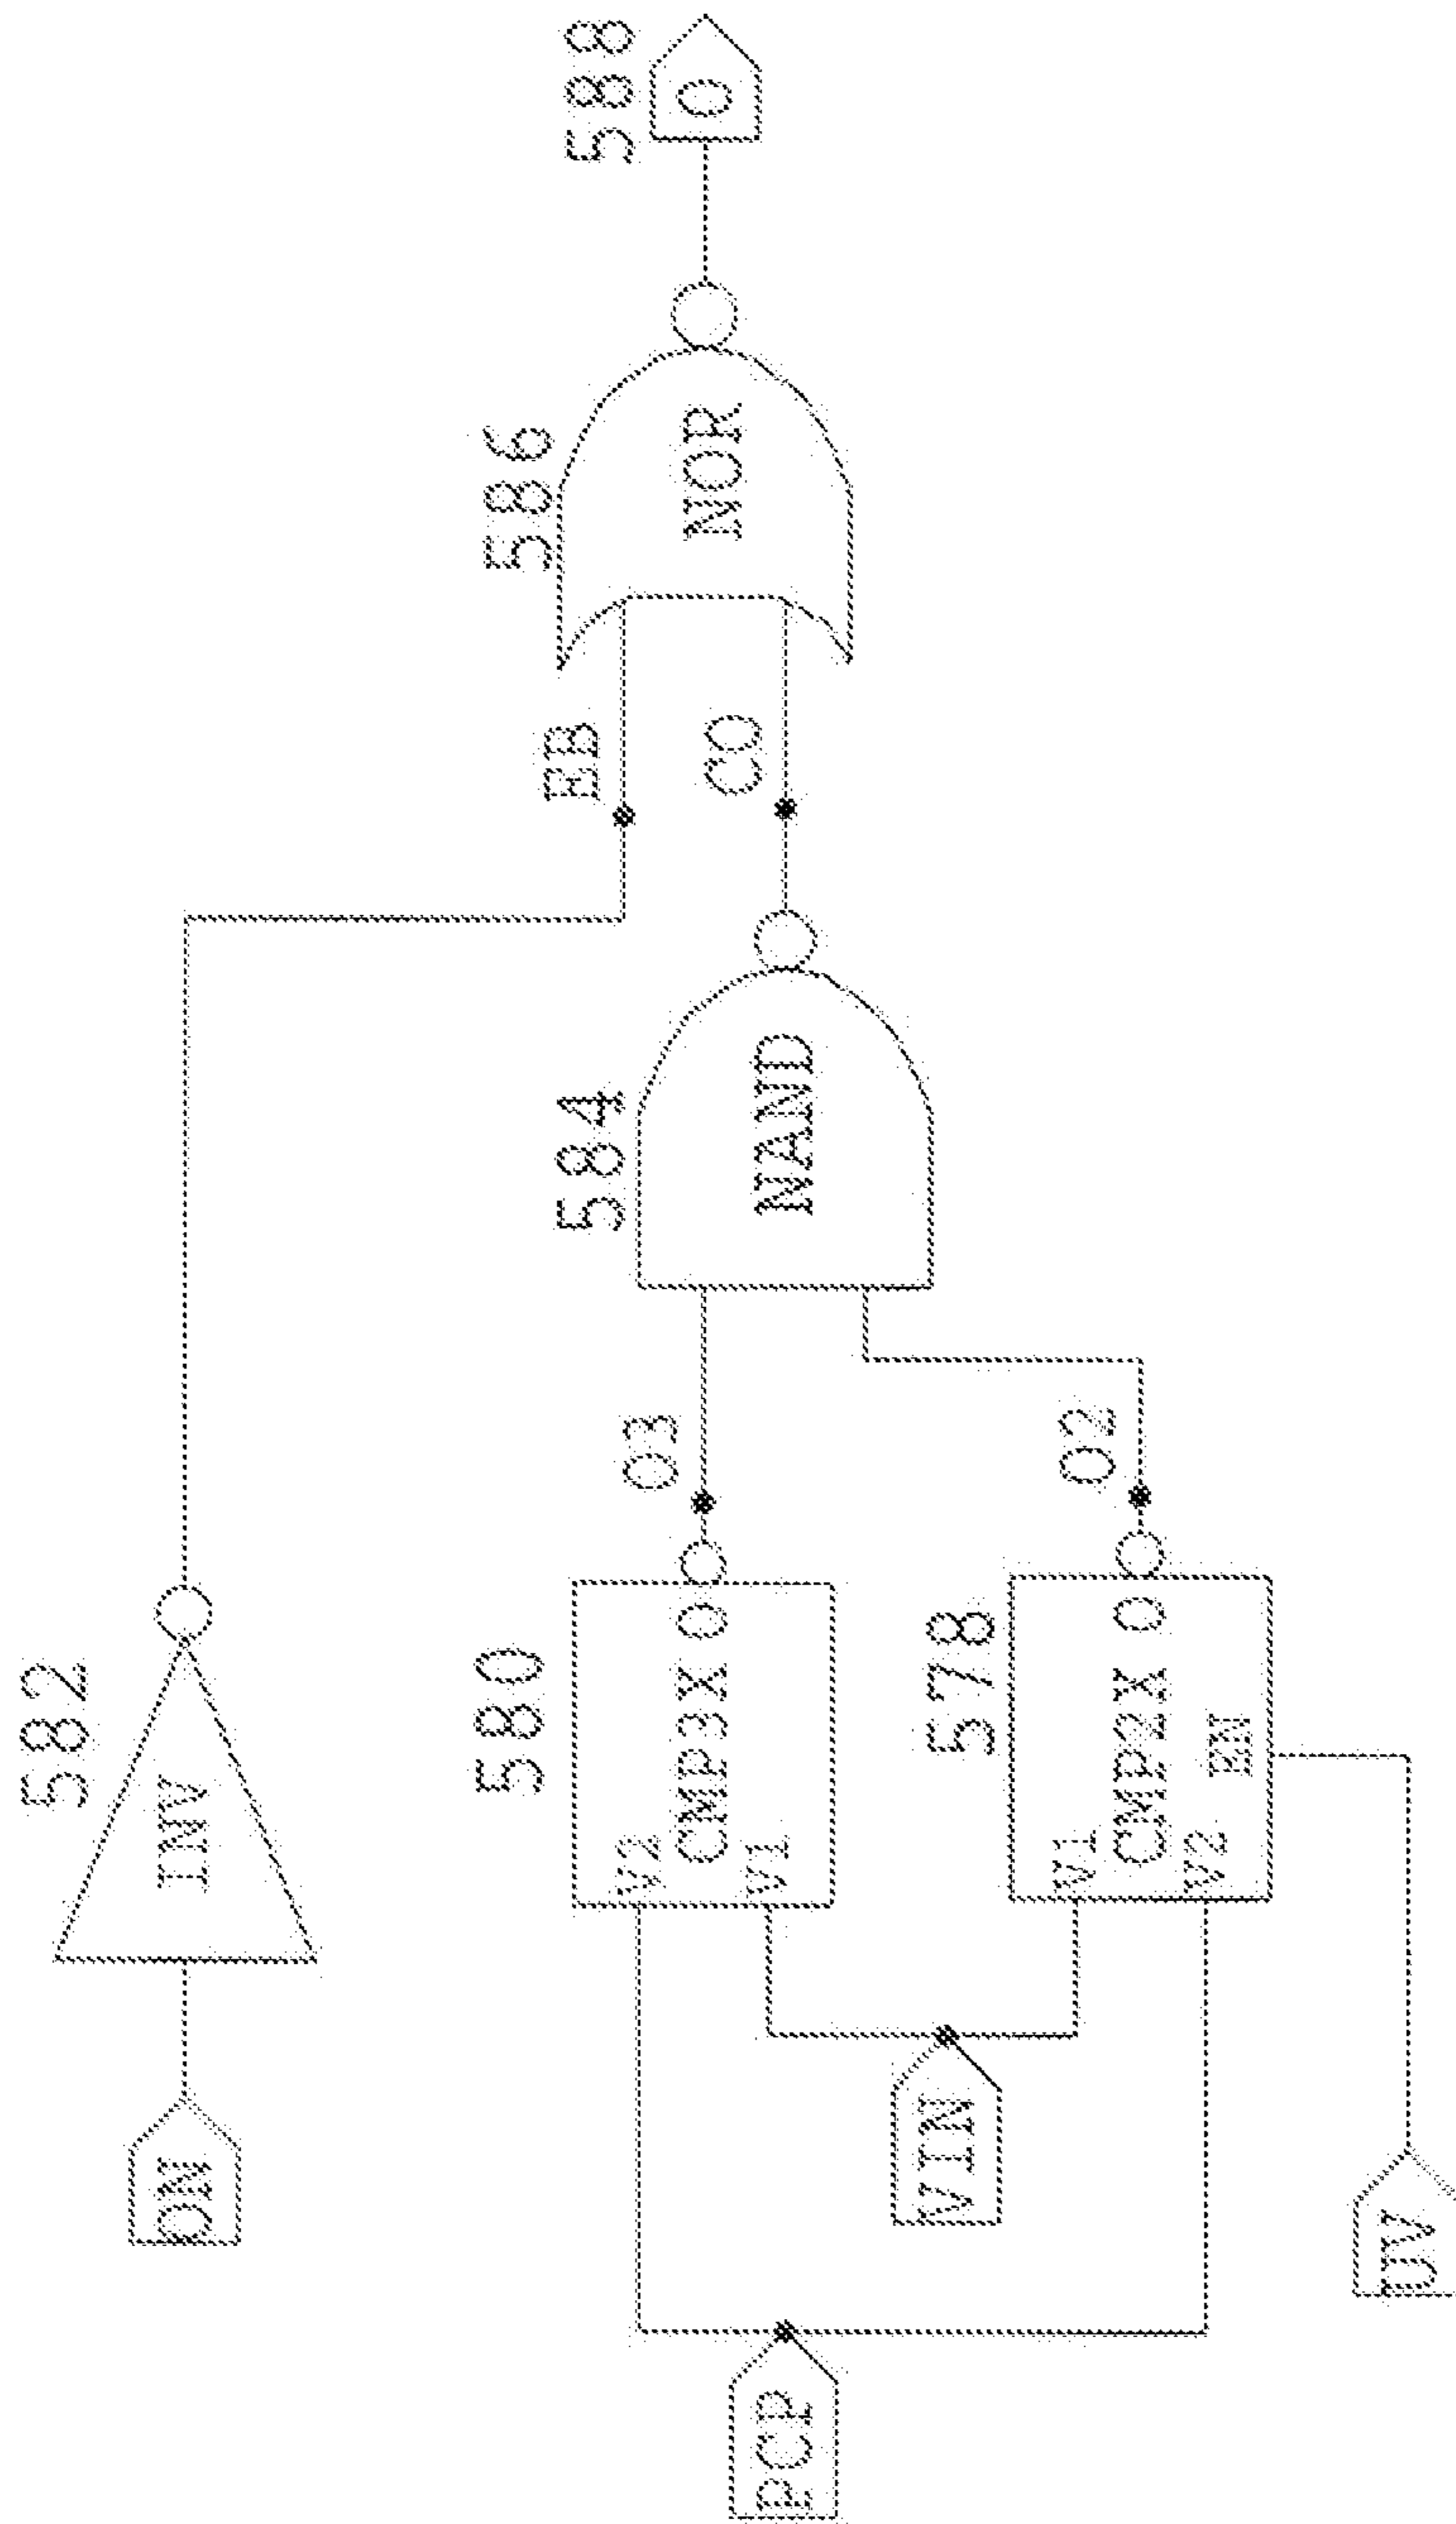 582
INV
ON
EB
586
NOR
588
O
CO
580
V2
CMP3X O
V1
O3
584
NAND
PCP
VIN
578
V1
CMP2X O
V2
EN
O2
UV